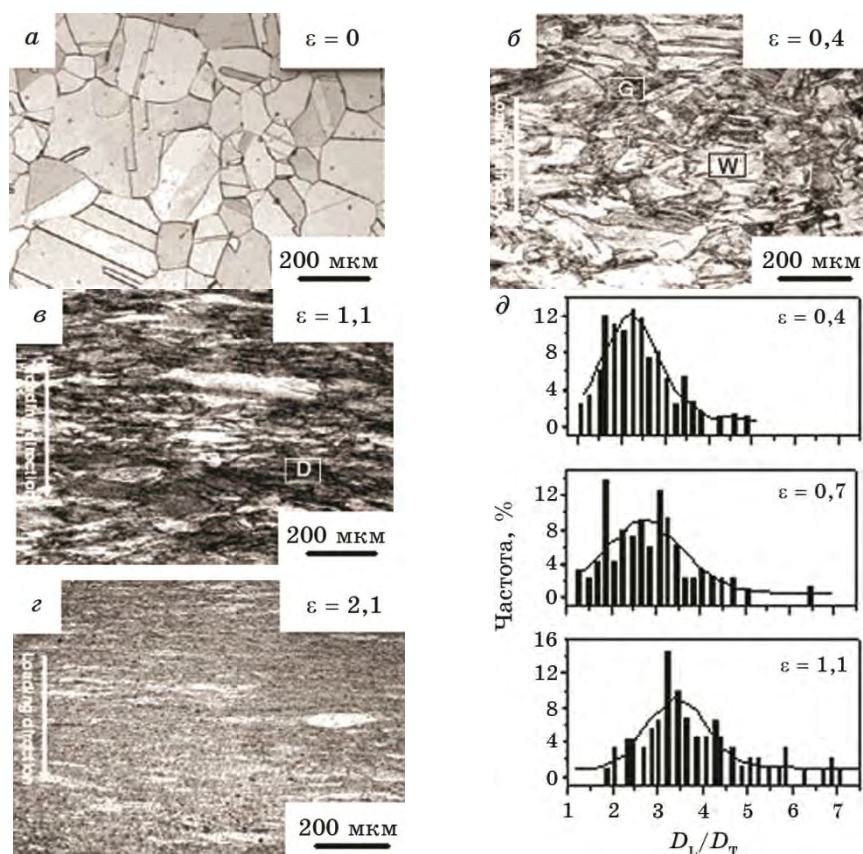 а
ε = 0
200 мкм
б
ε = 0,4
G
W
200 мкм
в
ε = 1,1
Loading direction
D
200 мкм
г
ε = 2,1
Loading direction
200 мкм
д
Частота, %
ε = 0,4
12
8
4
0
ε = 0,7
12
8
4
0
ε = 1,1
16
12
8
4
0
1 2 3 4 5 6 7
D_L/D_T